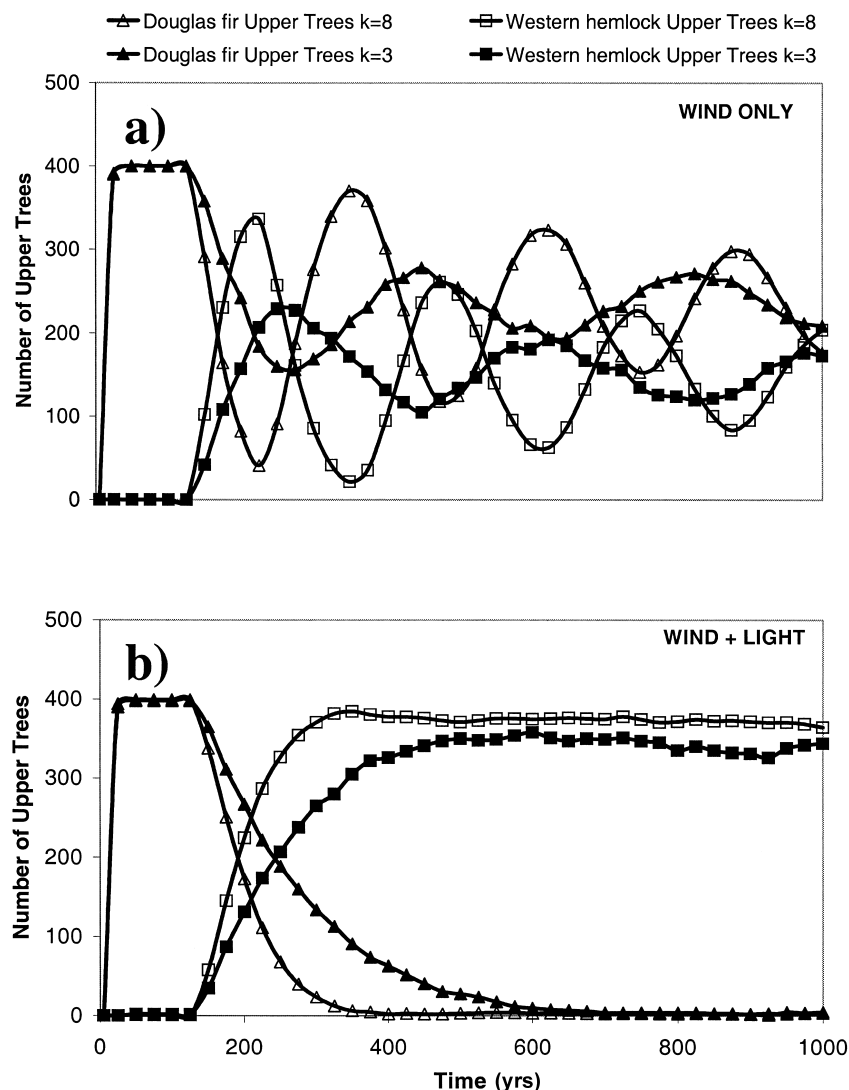 Douglas fir Upper Trees k=8
Western hemlock Upper Trees k=8
Douglas fir Upper Trees k=3
Western hemlock Upper Trees k=3
500
400
300
200
100
0
Number of Upper Trees
a)
WIND ONLY
500
400
300
200
100
0
Number of Upper Trees
b)
WIND + LIGHT
0 200 400 600 800 1000
Time (yrs)